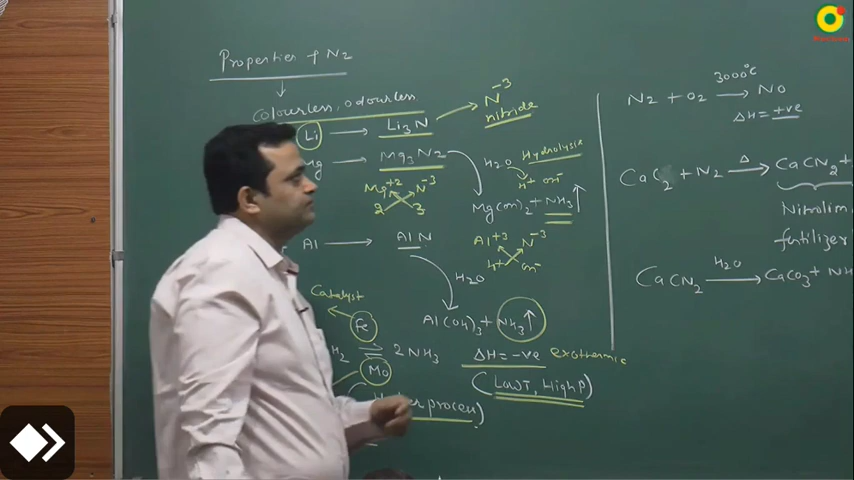 Properties of N2
↓
colourless, odourless
Li → Li3N → N-3
nitride
Mg → Mg3N2
H2O Hydrolysis
H+ OH-
Mg+2 N-3
2 3
Mg(OH)2 + NH3↑
Al → AlN
Al+3 N-3
H+ OH-
H2O
Al(OH)3 + NH3↑
Catalyst
Fe
H2 ⇌ 2NH3
Mo
ΔH=-ve exothermic
(Low T, High P)
process)
N2 + O2 3000°C → NO
ΔH=+ve
CaC2 + N2 Δ → CaCN2 +
Nitrolim
fertilizer
CaCN2 H2O → CaCO3 + NH